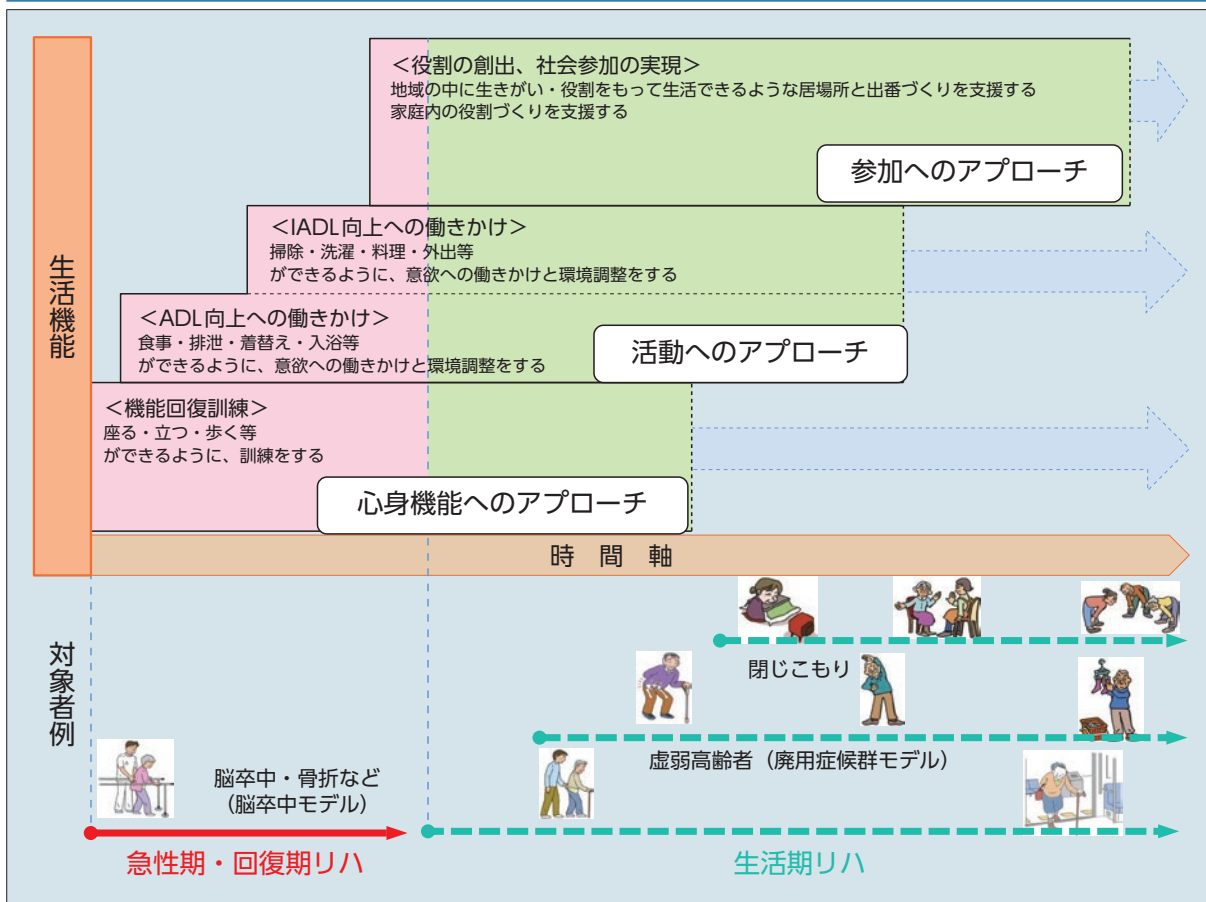 生活機能
＜役割の創出、社会参加の実現＞
地域の中に生きがい・役割をもって生活できるような居場所と出番づくりを支援する
家庭内の役割づくりを支援する
参加へのアプローチ
＜IADL向上への働きかけ＞
掃除・洗濯・料理・外出等
ができるように、意欲への働きかけと環境調整をする
＜ADL向上への働きかけ＞
食事・排泄・着替え・入浴等
ができるように、意欲への働きかけと環境調整をする
活動へのアプローチ
＜機能回復訓練＞
座る・立つ・歩く等
ができるように、訓練をする
心身機能へのアプローチ
時間軸
対象者例
閉じこもり
虚弱高齢者（廃用症候群モデル）
脳卒中・骨折など
（脳卒中モデル）
急性期・回復期リハ
生活期リハ